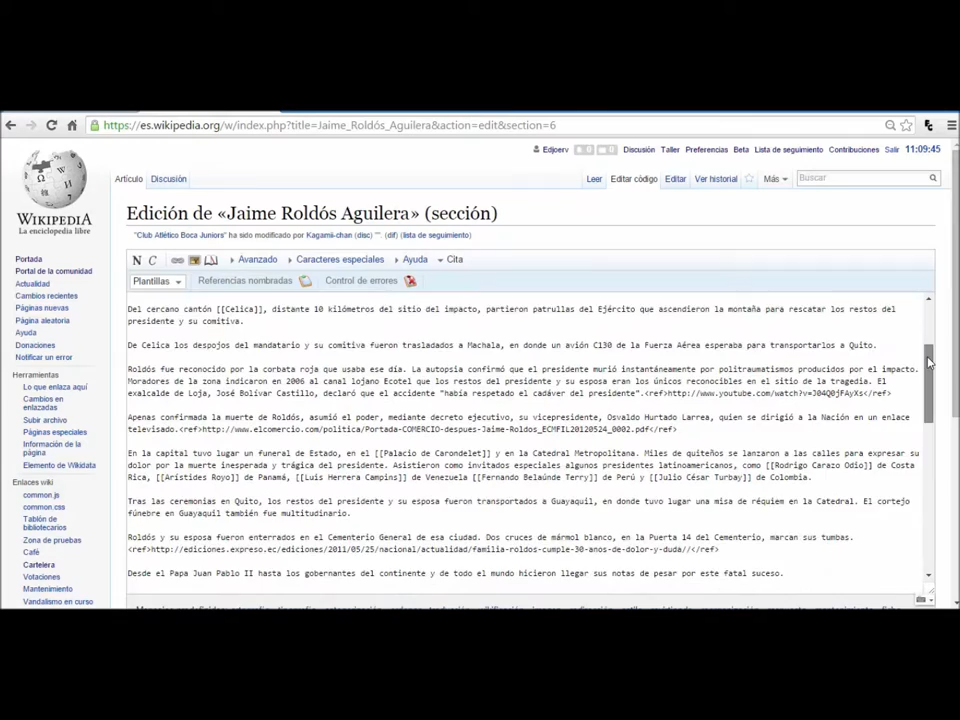 https://es.wikipedia.org/w/index.php?title=Jaime_Roldós_Aguilera&action=edit&section=6
Edjoerv 0 0 Discusión Taller Preferencias Beta Lista de seguimiento Contribuciones Salir 11:09:45
Artículo Discusión Leer Editar código Editar Ver historial Más Buscar
WIKIPEDIA
La enciclopedia libre
Portada
Portal de la comunidad
Actualidad
Cambios recientes
Páginas nuevas
Página aleatoria
Ayuda
Donaciones
Notificar un error
Herramientas
Lo que enlaza aquí
Cambios en
enlazadas
Subir archivo
Páginas especiales
Información de la
página
Elemento de Wikidata
Enlaces wiki
common.js
common.css
Tablón de
bibliotecarios
Zona de pruebas
Café
Cartelera
Votaciones
Mantenimiento
Vandalismo en curso
Edición de «Jaime Roldós Aguilera» (sección)
"Club Atlético Boca Juniors" ha sido modificado por Kagamii-chan (disc) "". (dif) (lista de seguimiento)
N C Avanzado Caracteres especiales Ayuda Cita
Plantillas Referencias nombradas Control de errores
Del cercano cantón [[Celica]], distante 10 kilómetros del sitio del impacto, partieron patrullas del Ejército que ascendieron la montaña para rescatar los restos del
presidente y su comitiva.
De Celica los despojos del mandatario y su comitiva fueron trasladados a Machala, en donde un avión C130 de la Fuerza Aérea esperaba para transportarlos a Quito.
Roldós fue reconocido por la corbata roja que usaba ese día. La autopsia confirmó que el presidente murió instantáneamente por politraumatismos producidos por el impacto.
Moradores de la zona indicaron en 2006 al canal lojano Ecotel que los restos del presidente y su esposa eran los únicos reconocibles en el sitio de la tragedia. El
exalcalde de Loja, José Bolívar Castillo, declaró que el accidente "había respetado el cadáver del presidente".<ref>http://www.youtube.com/watch?v=J04Q0jFAyXs</ref>
Apenas confirmada la muerte de Roldós, asumió el poder, mediante decreto ejecutivo, su vicepresidente, Osvaldo Hurtado Larrea, quien se dirigió a la Nación en un enlace
televisado.<ref>http://www.elcomercio.com/politica/Portada-COMERCIO-despues-Jaime-Roldos_ECMFIL20120524_0002.pdf</ref>
En la capital tuvo lugar un funeral de Estado, en el [[Palacio de Carondelet]] y en la Catedral Metropolitana. Miles de quiteños se lanzaron a las calles para expresar su
dolor por la muerte inesperada y trágica del presidente. Asistieron como invitados especiales algunos presidentes latinoamericanos, como [[Rodrigo Carazo Odio]] de Costa
Rica, [[Arístides Royo]] de Panamá, [[Luis Herrera Campins]] de Venezuela [[Fernando Belaúnde Terry]] de Perú y [[Julio César Turbay]] de Colombia.
Tras las ceremonias en Quito, los restos del presidente y su esposa fueron transportados a Guayaquil, en donde tuvo lugar una misa de réquiem en la Catedral. El cortejo
fúnebre en Guayaquil también fue multitudinario.
Roldós y su esposa fueron enterrados en el Cementerio General de esa ciudad. Dos cruces de mármol blanco, en la Puerta 14 del Cementerio, marcan sus tumbas.
<ref>http://ediciones.expreso.ec/ediciones/2011/05/25/nacional/actualidad/familia-roldos-cumple-30-anos-de-dolor-y-duda//</ref>
Desde el Papa Juan Pablo II hasta los gobernantes del continente y de todo el mundo hicieron llegar sus notas de pesar por este fatal suceso.